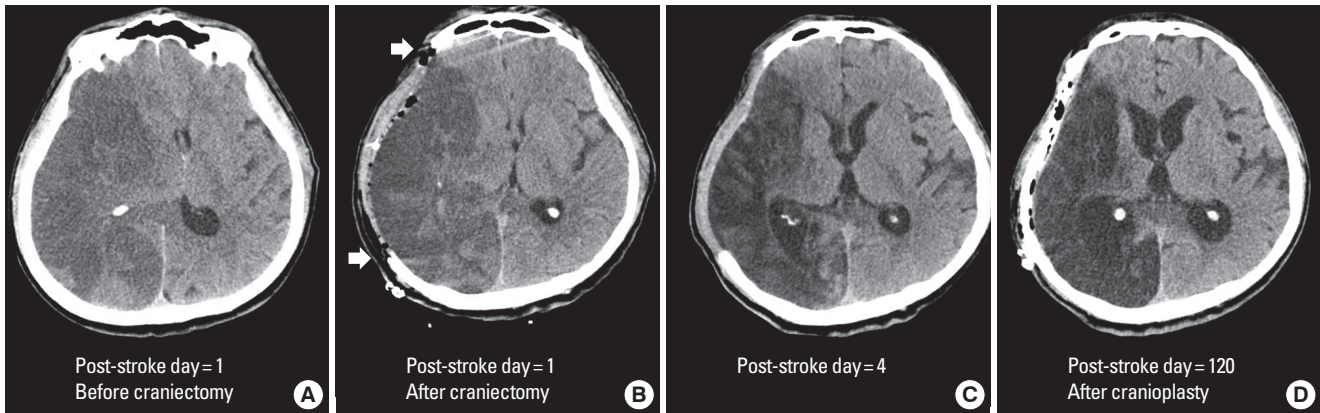 Post-stroke day = 1
Before craniectomy
A
Post-stroke day = 1
After craniectomy
B
Post-stroke day = 4
C
Post-stroke day = 120
After cranioplasty
D